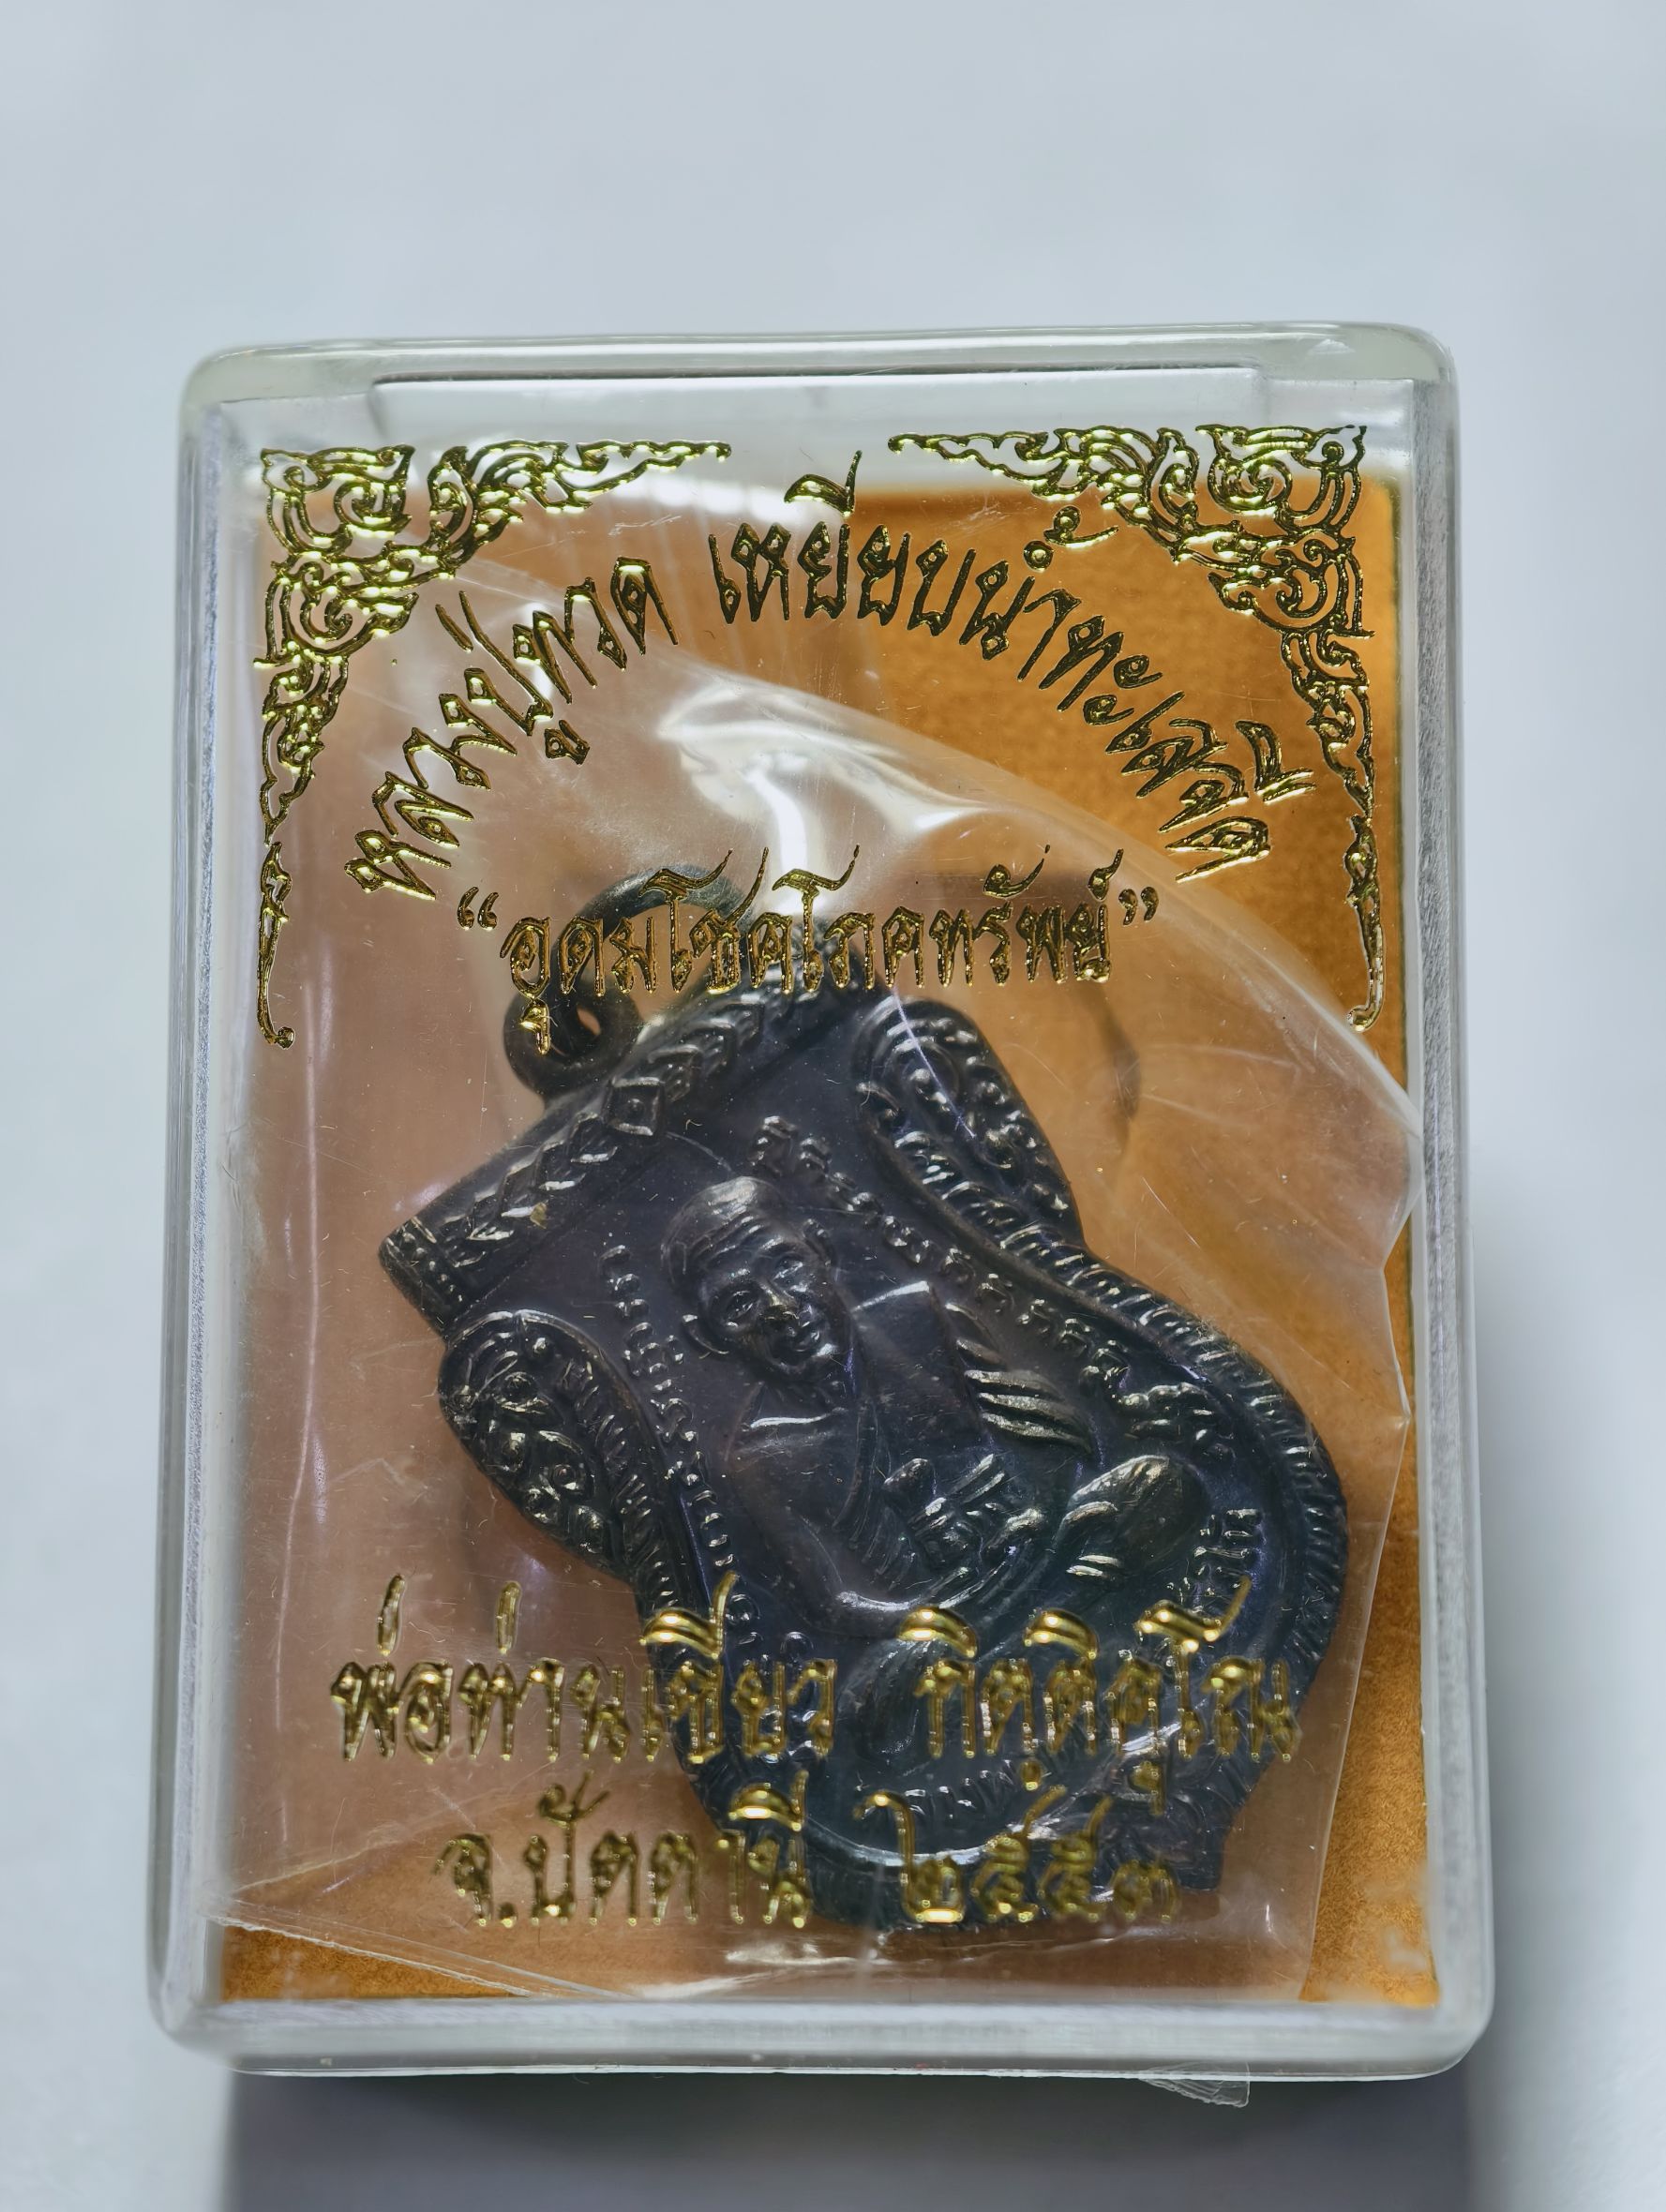 หลวงปู่ทวด เหยียบน้ำทะเลจืด
“อุดมโชคโภคทรัพย์”
พ่อท่านเขียว กิตติคุโณ
จ.ปัตตานี ๒๕๕๓